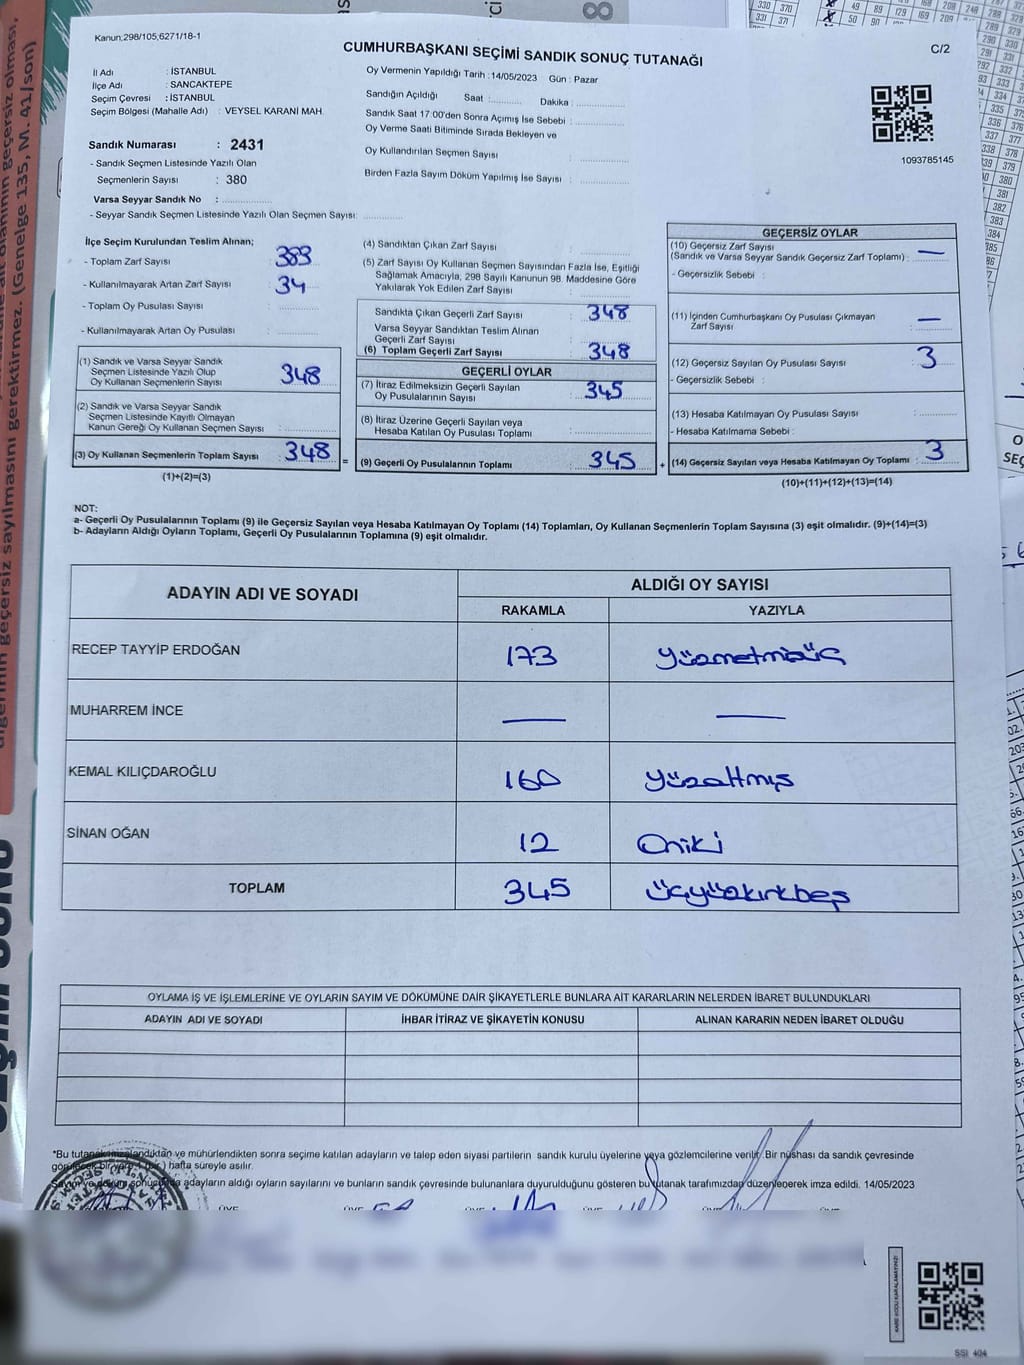 Kanun,298/105,6271/18-1
CUMHURBAŞKANI SEÇİMİ SANDIK SONUÇ TUTANAĞI
C/2
İl Adı : İSTANBUL
İlçe Adı : SANCAKTEPE
Seçim Çevresi : İSTANBUL
Seçim Bölgesi (Mahalle Adı) : VEYSEL KARANİ MAH.
Sandık Numarası : 2431
- Sandık Seçmen Listesinde Yazılı Olan
Seçmenlerin Sayısı : 380
Varsa Seyyar Sandık No :
- Seyyar Sandık Seçmen Listesinde Yazılı Olan Seçmen Sayısı:
Oy Vermenin Yapıldığı Tarih : 14/05/2023 Gün : Pazar
Sandığın Açıldığı Saat : Dakika :
Sandık Saat 17:00'den Sonra Açımış İse Sebebi :
Oy Verme Saati Bitiminde Sırada Bekleyen ve
Oy Kullandırılan Seçmen Sayısı :
Birden Fazla Sayım Döküm Yapılmış İse Sayısı :
1093785145
İlçe Seçim Kurulundan Teslim Alınan;
- Toplam Zarf Sayısı : 383
- Kullanılmayarak Artan Zarf Sayısı : 34
- Toplam Oy Pusulası Sayısı :
- Kullanılmayarak Artan Oy Pusulası :
(1) Sandık ve Varsa Seyyar Sandık
Seçmen Listesinde Yazılı Olup
Oy Kullanan Seçmenlerin Sayısı : 348
(2) Sandık ve Varsa Seyyar Sandık
Seçmen Listesinde Kayıtlı Olmayan
Kanun Gereği Oy Kullanan Seçmen Sayısı :
(3) Oy Kullanan Seçmenlerin Toplam Sayısı : 348 =
(1)+(2)=(3)
(4) Sandıktan Çıkan Zarf Sayısı :
(5) Zarf Sayısı Oy Kullanan Seçmen Sayısından Fazla İse, Eşitliği
Sağlamak Amacıyla, 298 Sayılı Kanunun 98. Maddesine Göre
Yakılarak Yok Edilen Zarf Sayısı :
Sandıkta Çıkan Geçerli Zarf Sayısı : 348
Varsa Seyyar Sandıktan Teslim Alınan
Geçerli Zarf Sayısı :
(6) Toplam Geçerli Zarf Sayısı : 348
GEÇERLİ OYLAR
(7) İtiraz Edilmeksizin Geçerli Sayılan
Oy Pusulalarının Sayısı : 345
(8) İtiraz Üzerine Geçerli Sayılan veya
Hesaba Katılan Oy Pusulası Toplamı :
(9) Geçerli Oy Pusulalarının Toplamı : 345 +
GEÇERSİZ OYLAR
(10) Geçersiz Zarf Sayısı
(Sandık ve Varsa Seyyar Sandık Geçersiz Zarf Toplamı) : —
- Geçersizlik Sebebi :
(11) İçinden Cumhurbaşkanı Oy Pusulası Çıkmayan
Zarf Sayısı : —
(12) Geçersiz Sayılan Oy Pusulası Sayısı : 3
- Geçersizlik Sebebi :
(13) Hesaba Katılmayan Oy Pusulası Sayısı :
- Hesaba Katılmama Sebebi :
(14) Geçersiz Sayılan veya Hesaba Katılmayan Oy Toplamı : 3
(10)+(11)+(12)+(13)=(14)
NOT:
a- Geçerli Oy Pusulalarının Toplamı (9) ile Geçersiz Sayılan veya Hesaba Katılmayan Oy Toplamı (14) Toplamları, Oy Kullanan Seçmenlerin Toplam Sayısına (3) eşit olmalıdır. (9)+(14)=(3)
b- Adayların Aldığı Oyların Toplamı, Geçerli Oy Pusulalarının Toplamına (9) eşit olmalıdır.
ADAYIN ADI VE SOYADI ALDIĞI OY SAYISI
RAKAMLA YAZIYLA
RECEP TAYYİP ERDOĞAN 173 yüzmetmisüç
MUHARREM İNCE — —
KEMAL KILIÇDAROĞLU 160 yüzaltmış
SİNAN OĞAN 12 Oniki
TOPLAM 345 üçyüzkırkbeş
OYLAMA İŞ VE İŞLEMLERİNE VE OYLARIN SAYIM VE DÖKÜMÜNE DAİR ŞİKAYETLERLE BUNLARA AİT KARARLARIN NELERDEN İBARET BULUNDUKLARI
ADAYIN ADI VE SOYADI İHBAR İTİRAZ VE ŞİKAYETİN KONUSU ALINAN KARARIN NEDEN İBARET OLDUĞU
*Bu tutanak imzalandıktan ve mühürlendikten sonra seçime katılan adayların ve talep eden siyasi partilerin sandık kurulu üyelerine veya gözlemcilerine verilir. Bir nüshası da sandık çevresinde
görülecek bir yere 1 (bir) hafta süreyle asılır.
Sayım ve döküm sonucunda adayların aldığı oyların sayılarını ve bunların sandık çevresinde bulunanlara duyurulduğunu gösteren bu tutanak tarafımızdan düzenlenerek imza edildi. 14/05/2023
SSI 404